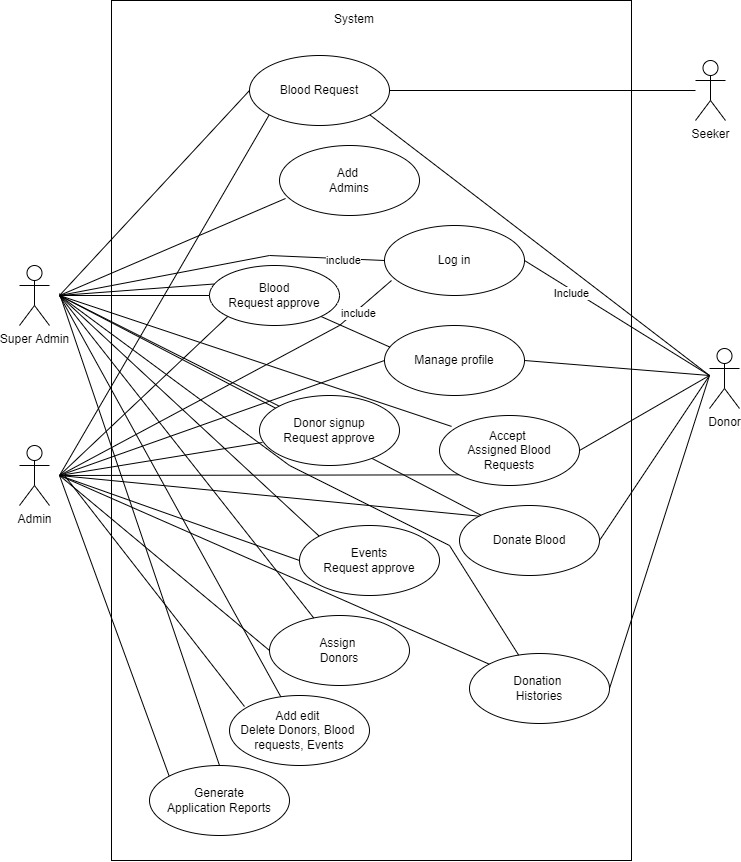 System
Blood Request
Seeker
Add
Admins
include
Log in
Blood
Request approve
Include
include
Super Admin
Manage profile
Donor signup
Request approve
Donor
Accept
Assigned Blood
Requests
Admin
Donate Blood
Events
Request approve
Assign
Donors
Donation
Histories
Add edit
Delete Donors, Blood
requests, Events
Generate
Application Reports